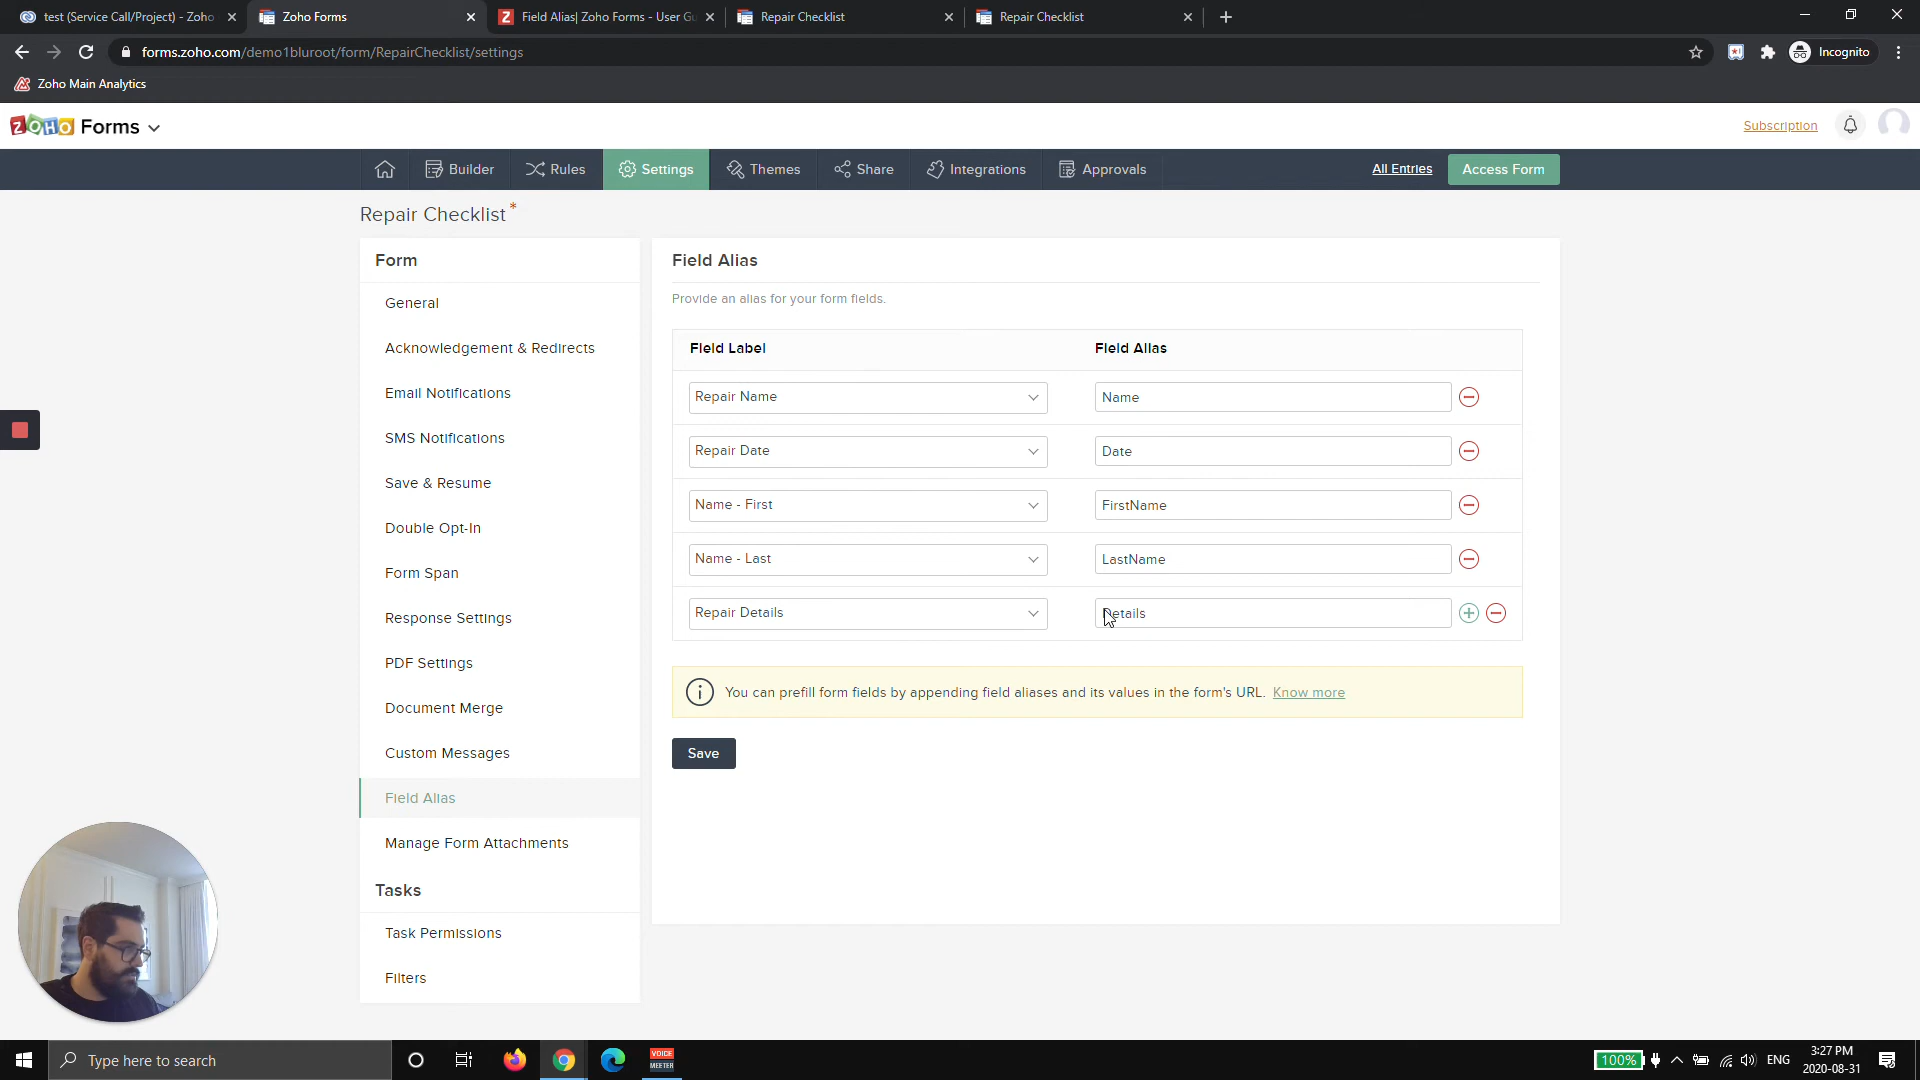 test (Service Call/Project) - Zoho
Zoho Forms
Field Alias| Zoho Forms - User Gu
Repair Checklist
Repair Checklist
forms.zoho.com/demo1bluroot/form/RepairChecklist/settings
Incognito
Zoho Main Analytics
ZOHO Forms
Subscription
Builder
Rules
Settings
Themes
Share
Integrations
Approvals
All Entries
Access Form
Repair Checklist *
Form
General
Acknowledgement & Redirects
Email Notifications
SMS Notifications
Save & Resume
Double Opt-In
Form Span
Response Settings
PDF Settings
Document Merge
Custom Messages
Field Alias
Manage Form Attachments
Tasks
Task Permissions
Filters
Field Alias
Provide an alias for your form fields.
Field Label Field Alias
Repair Name Name
Repair Date Date
Name - First FirstName
Name - Last LastName
Repair Details Details
You can prefill form fields by appending field aliases and its values in the form's URL. Know more
Save
Type here to search
VOICE
MEETER
100%
ENG
3:27 PM
2020-08-31